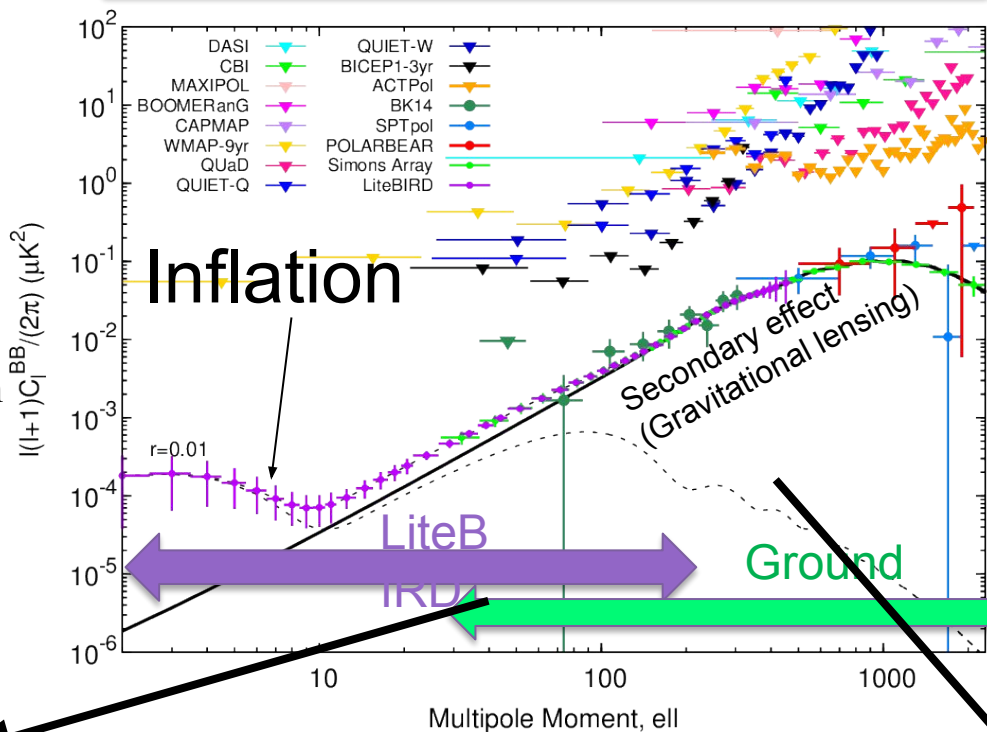 10²
10¹
10⁰
10⁻¹
10⁻²
10⁻³
10⁻⁴
10⁻⁵
10⁻⁶
l(l+1)C_l^BB/(2π) (μK²)
DASI
CBI
MAXIPOL
BOOMERanG
CAPMAP
WMAP-9yr
QUaD
QUIET-Q
QUIET-W
BICEP1-3yr
ACTPol
BK14
SPTpol
POLARBEAR
Simons Array
LiteBIRD
Inflation
Secondary effect
(Gravitational lensing)
r=0.01
LiteB
IRD
Ground
10
100
1000
Multipole Moment, ell